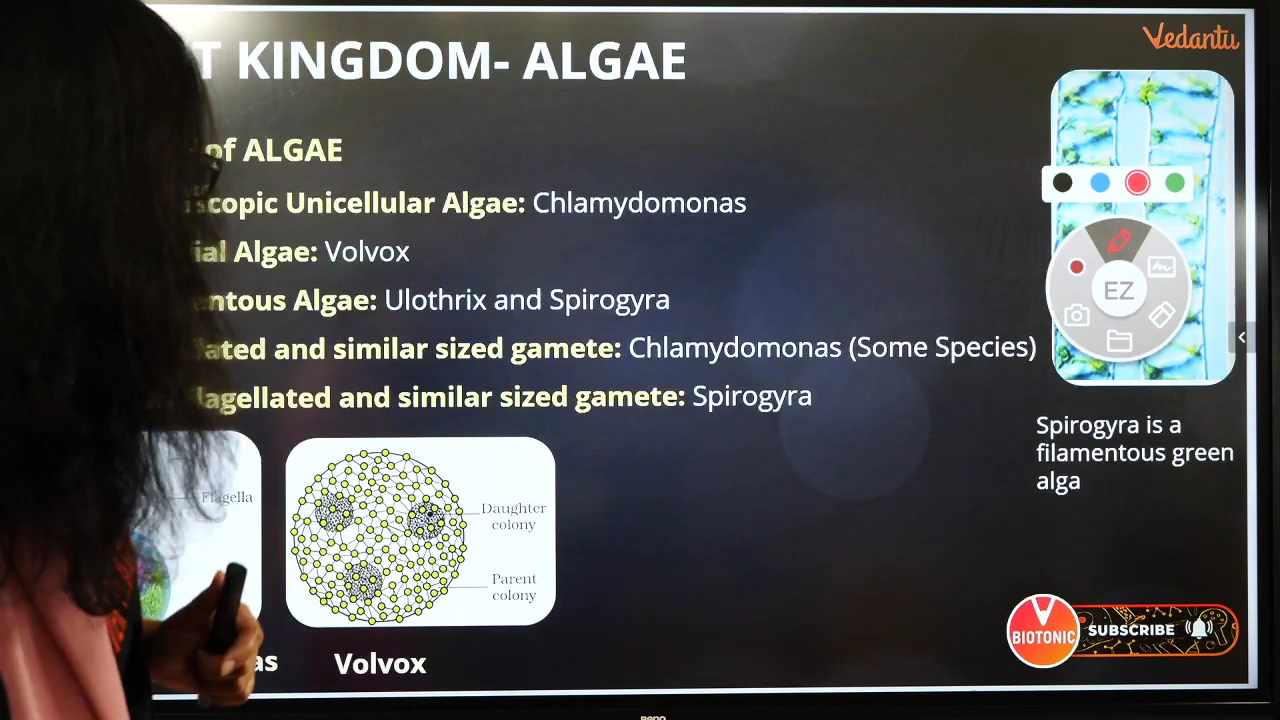 Vedantu
T KINGDOM- ALGAE
of ALGAE
scopic Unicellular Algae: Chlamydomonas
ial Algae: Volvox
entous Algae: Ulothrix and Spirogyra
lated and similar sized gamete: Chlamydomonas (Some Species)
lagellated and similar sized gamete: Spirogyra
EZ
Spirogyra is a
filamentous green
alga
Flagella
Daughter
colony
Parent
colony
as
Volvox
BIOTONIC
SUBSCRIBE